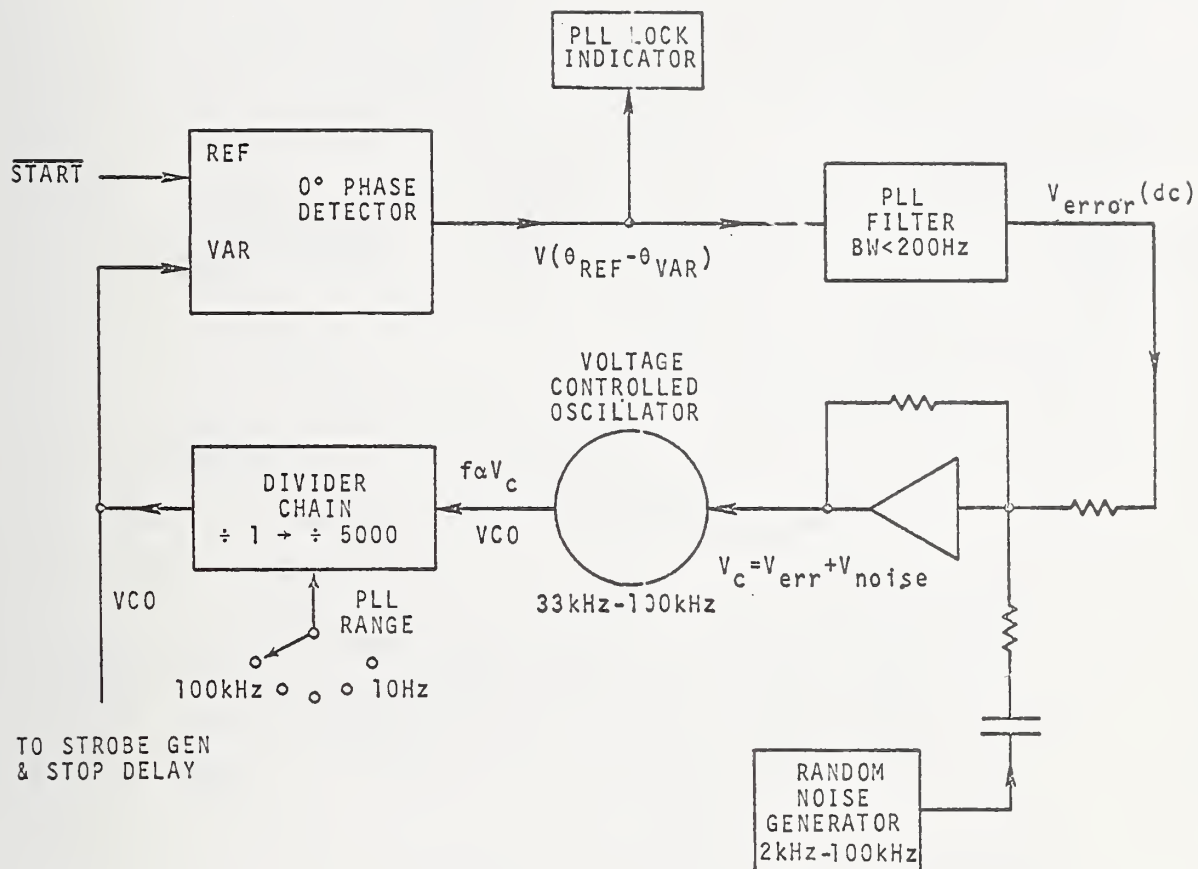 PLL LOCK
INDICATOR
START
REF
0° PHASE
DETECTOR
VAR
V(θREF-θVAR)
PLL
FILTER
BW<200Hz
Verror(dc)
VOLTAGE
CONTROLLED
OSCILLATOR
33kHz-100kHz
fαVc
VCO
DIVIDER
CHAIN
÷ 1 → ÷ 5000
Vc=Verr+Vnoise
VCO
PLL
RANGE
100kHz
10Hz
TO STROBE GEN
& STOP DELAY
RANDOM
NOISE
GENERATOR
2kHz-100kHz